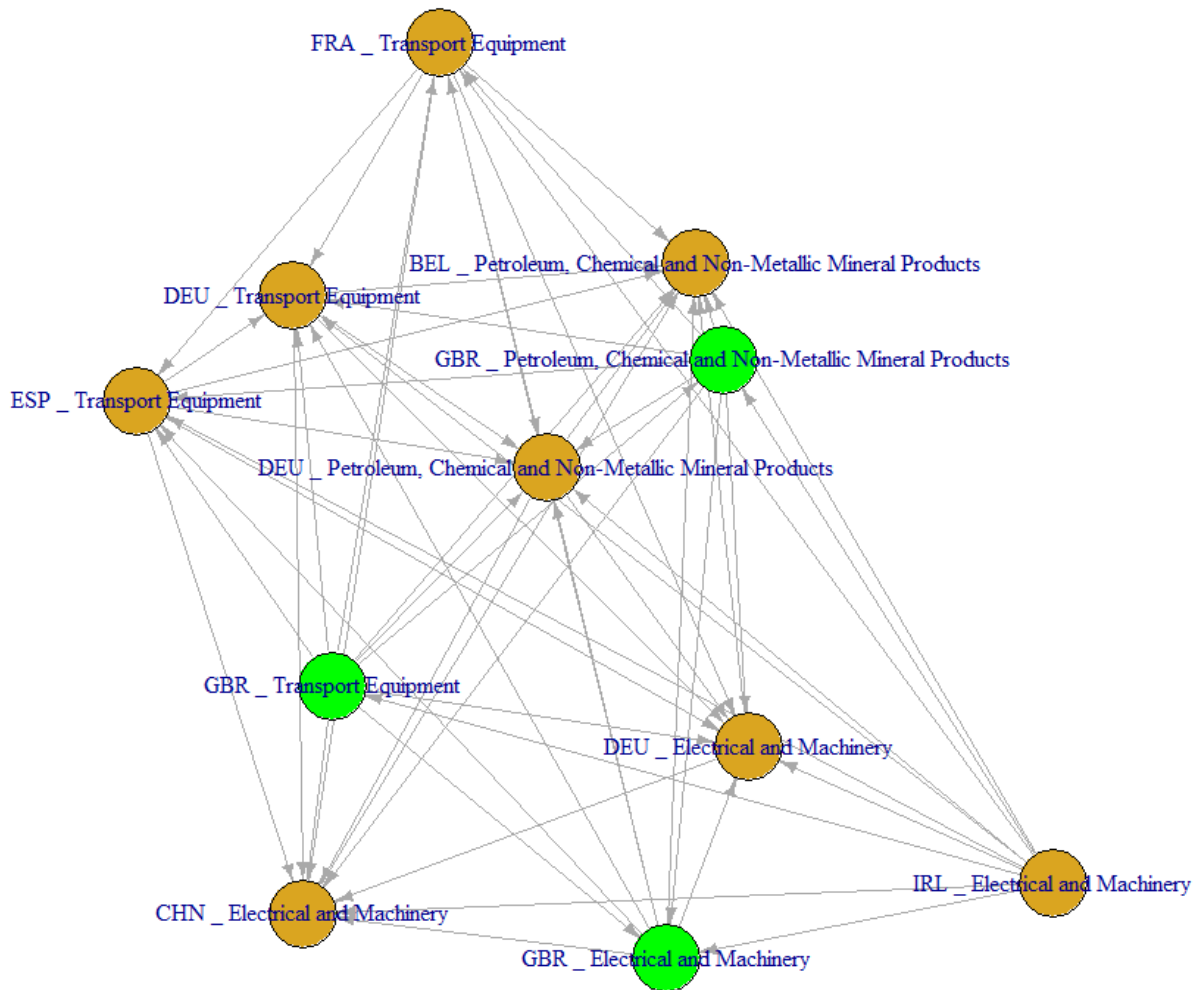 FRA _ Transport Equipment
BEL _ Petroleum, Chemical and Non-Metallic Mineral Products
DEU _ Transport Equipment
GBR _ Petroleum, Chemical and Non-Metallic Mineral Products
ESP _ Transport Equipment
DEU _ Petroleum, Chemical and Non-Metallic Mineral Products
GBR _ Transport Equipment
DEU _ Electrical and Machinery
IRL _ Electrical and Machinery
CHN _ Electrical and Machinery
GBR _ Electrical and Machinery